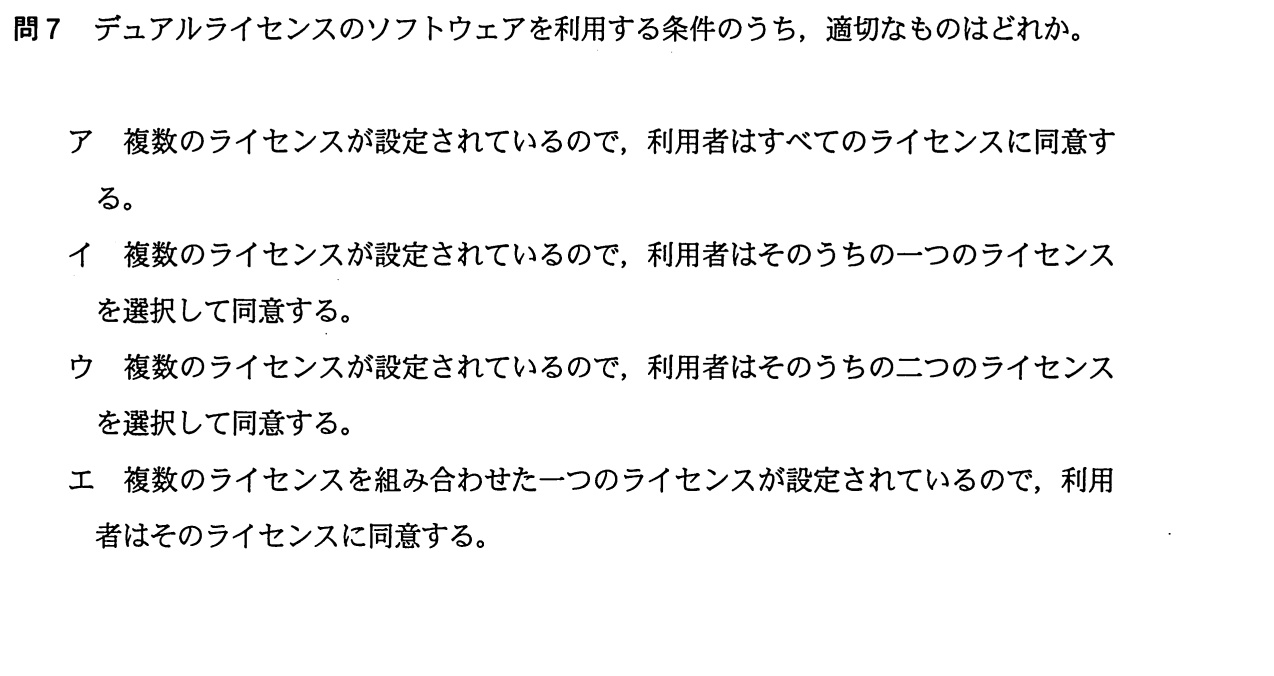 問7　デュアルライセンスのソフトウェアを利用する条件のうち，適切なものはどれか。
ア　複数のライセンスが設定されているので，利用者はすべてのライセンスに同意す
る。
イ　複数のライセンスが設定されているので，利用者はそのうちの一つのライセンス
を選択して同意する。
ウ　複数のライセンスが設定されているので，利用者はそのうちの二つのライセンス
を選択して同意する。
エ　複数のライセンスを組み合わせた一つのライセンスが設定されているので，利用
者はそのライセンスに同意する。